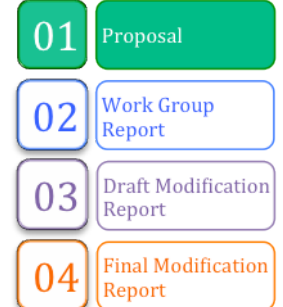 01 Proposal
02 Work Group
Report
03 Draft Modification
Report
04 Final Modification
Report